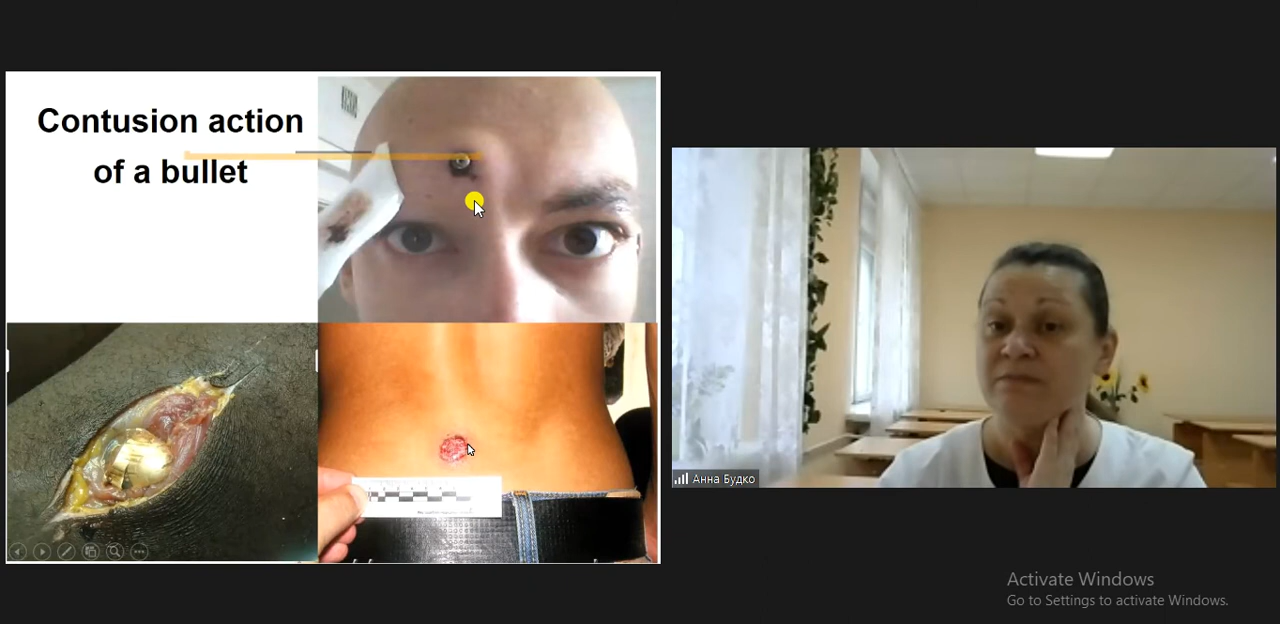 Contusion action
of a bullet
Анна Будко
Activate Windows
Go to Settings to activate Windows.